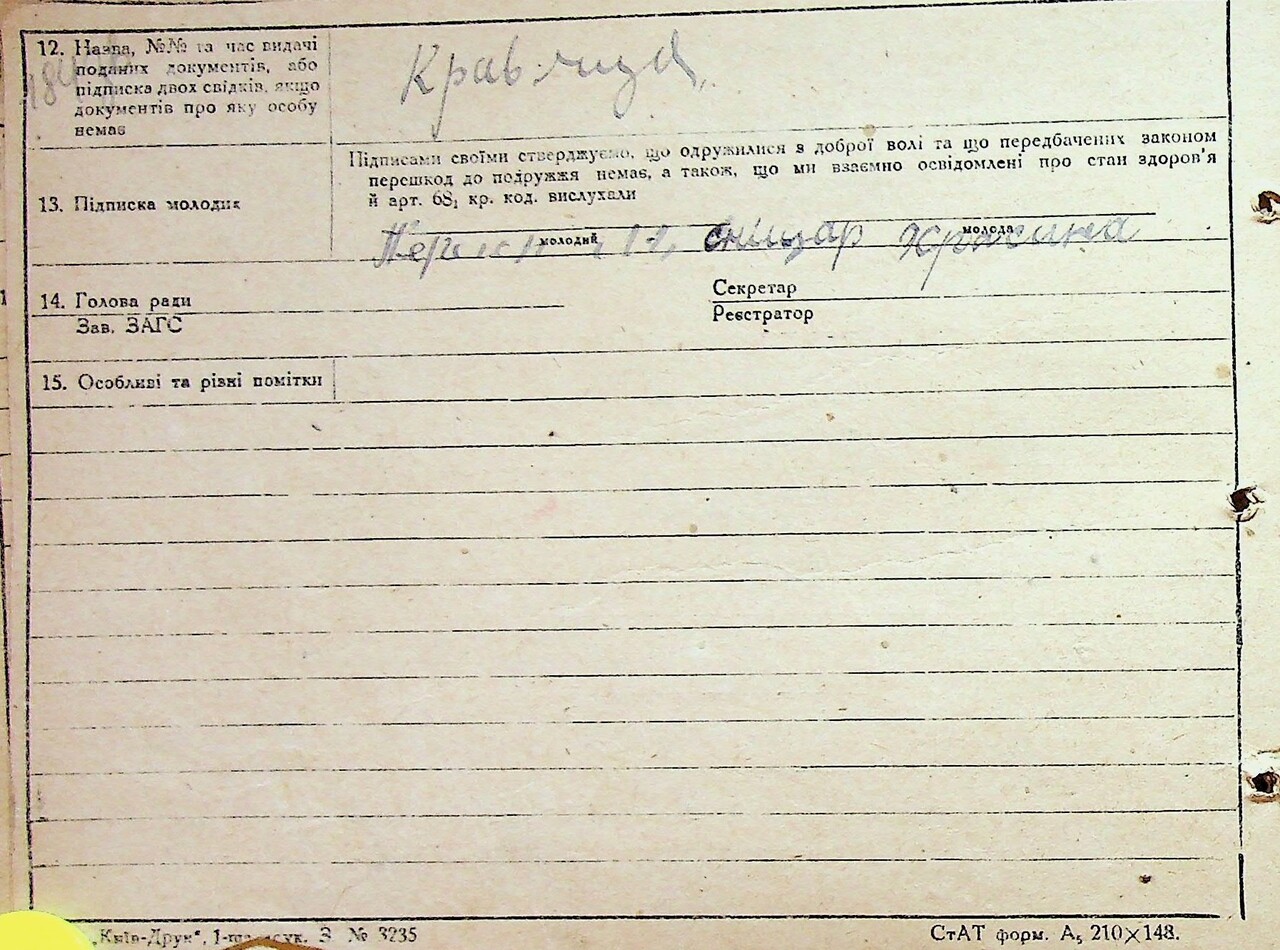 12. Назва, №№ та час видачі
поданих документів, або
підписка двох свідків, якщо
документів про яку особу
немає
13. Підписка молодих
Підписами своїми стверджуємо, що одружилися з доброї волі та що передбачених законом
перешкод до подружжя немає, а також, що ми взаємно освідомлені про стан здоров'я
й арт. 68₁ кр. код. вислухали
сніцар
молодий молода
14. Голова ради
Зав. ЗАГС
Секретар
Реєстратор
15. Особливі та різні помітки
„Київ-Друк“, 1-ша друк. З № 3235
СтАТ форм. А₅ 210×148.